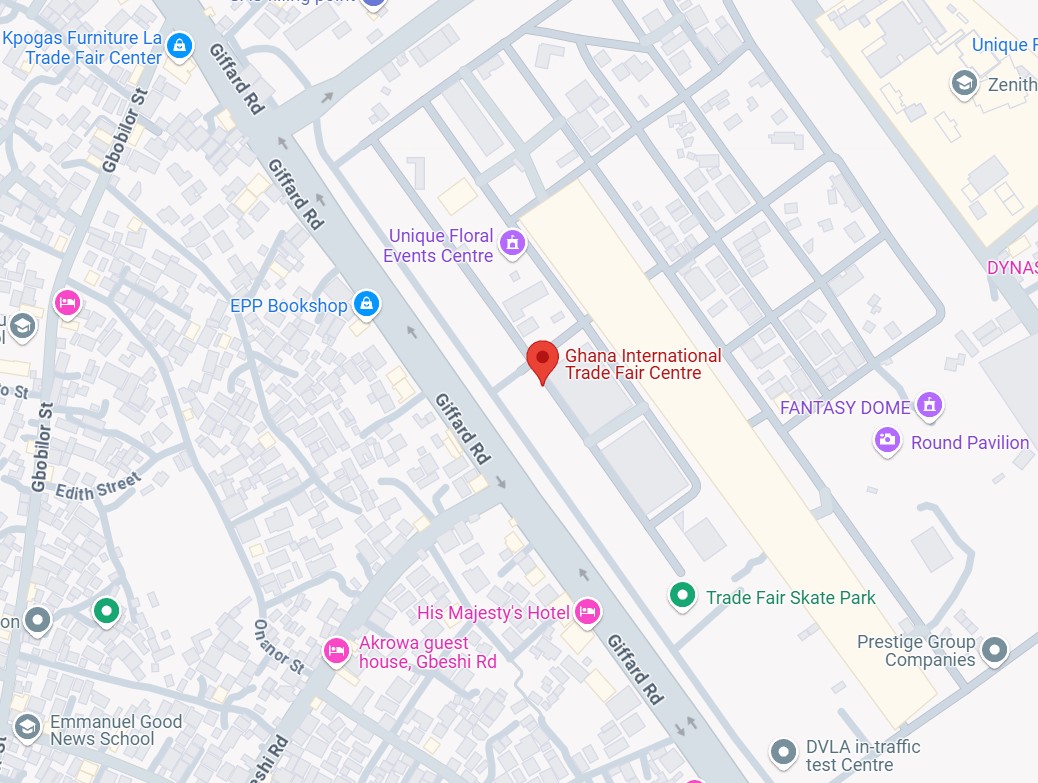 Kpogas Furniture La
Trade Fair Center
Giffard Rd
Unique F
Zenith
Gbobilor St
Giffard Rd
Unique Floral
Events Centre
DYNAS
EPP Bookshop
Ghana International
Trade Fair Centre
Giffard Rd
FANTASY DOME
Round Pavilion
Gbobilor St
Edith Street
Trade Fair Skate Park
His Majesty's Hotel
on
Onanor St
Akrowa guest
house, Gbeshi Rd
Giffard Rd
Prestige Group
Companies
Emmanuel Good
News School
eshi Rd
DVLA in-traffic
test Centre